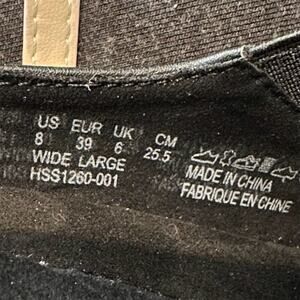 US EUR UK CM
8 39 6 25.5
WIDE LARGE
HSS1260-001
MADE IN CHINA
FABRIQUE EN CHINE